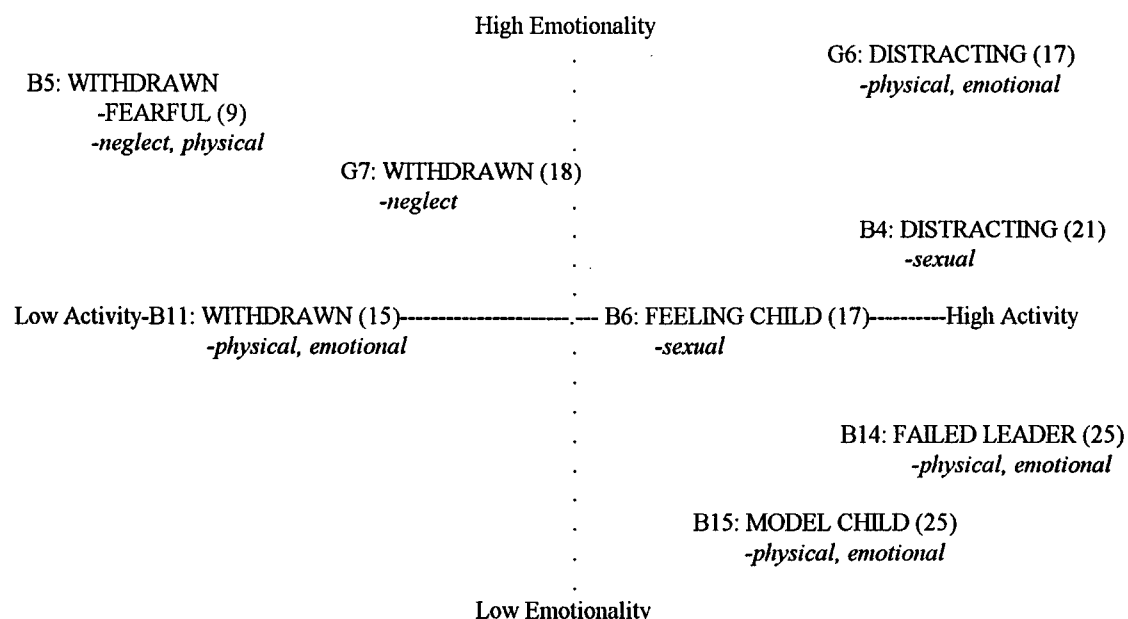 High Emotionality
G6: DISTRACTING (17)
-physical, emotional
B5: WITHDRAWN
-FEARFUL (9)
-neglect, physical
G7: WITHDRAWN (18)
-neglect
B4: DISTRACTING (21)
-sexual
Low Activity-B11: WITHDRAWN (15)----------------------.--- B6: FEELING CHILD (17)----------High Activity
-physical, emotional
-sexual
B14: FAILED LEADER (25)
-physical, emotional
B15: MODEL CHILD (25)
-physical, emotional
Low Emotionality